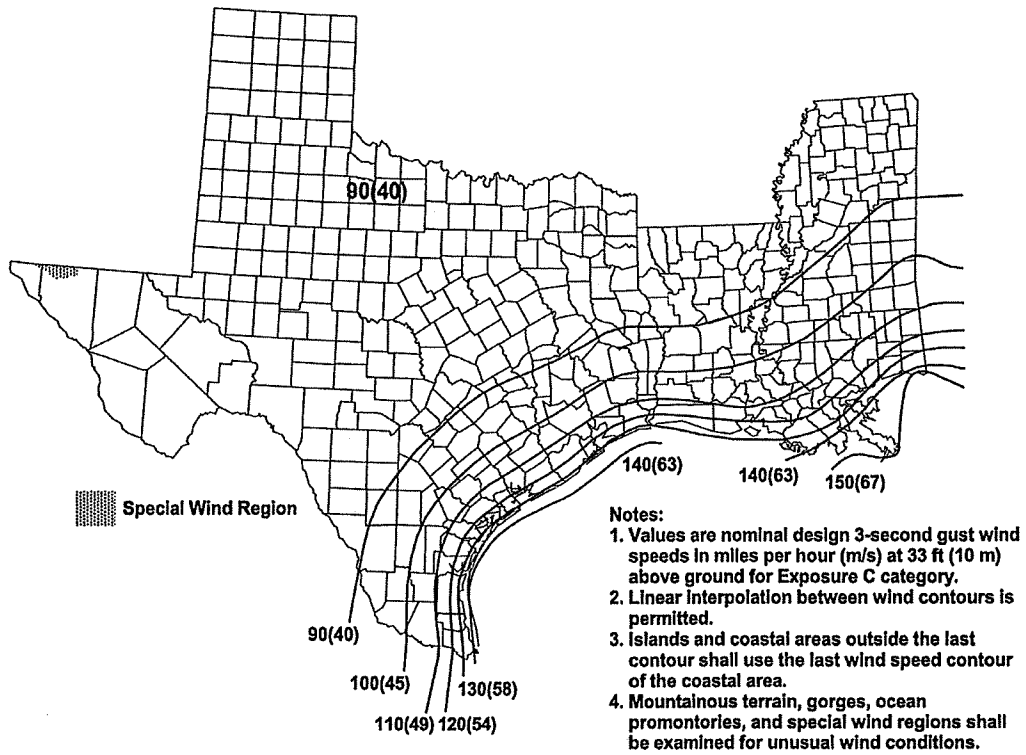 90(40)
Special Wind Region
140(63)
140(63)
150(67)
90(40)
100(45)
110(49)
120(54)
130(58)
Notes:
1. Values are nominal design 3-second gust wind
speeds in miles per hour (m/s) at 33 ft (10 m)
above ground for Exposure C category.
2. Linear interpolation between wind contours is
permitted.
3. Islands and coastal areas outside the last
contour shall use the last wind speed contour
of the coastal area.
4. Mountainous terrain, gorges, ocean
promontories, and special wind regions shall
be examined for unusual wind conditions.